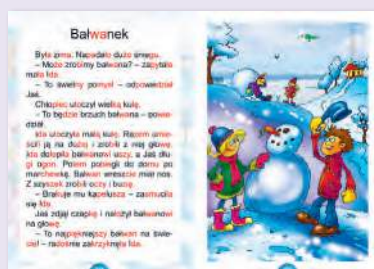 Bałwanek
Była zima. Napadało dużo śniegu.
– Może zrobimy bałwana? – zapytała
mała Ida.
– To świetny pomysł – odpowiedział
Jaś.
Chłopiec utoczył wielką kulę.
– To będzie brzuch bałwana – powie-
dział.
Ida utoczyła małą kulę. Razem umie-
ścili ją na dużej i zrobili z niej głowę.
Ida dolepiła bałwanowi uszy, a Jaś dłu-
gi ogon. Potem pobiegli do domu po
marchewkę. Bałwan wreszcie miał nos.
Z szyszek zrobili oczy i buzię.
– Brakuje mu kapelusza – zasmuciła
się Ida.
Jaś zdjął czapkę i nałożył bałwanowi
na głowę.
– To najpiękniejszy bałwan na świe-
cie! – radośnie zakrzyknęła Ida.